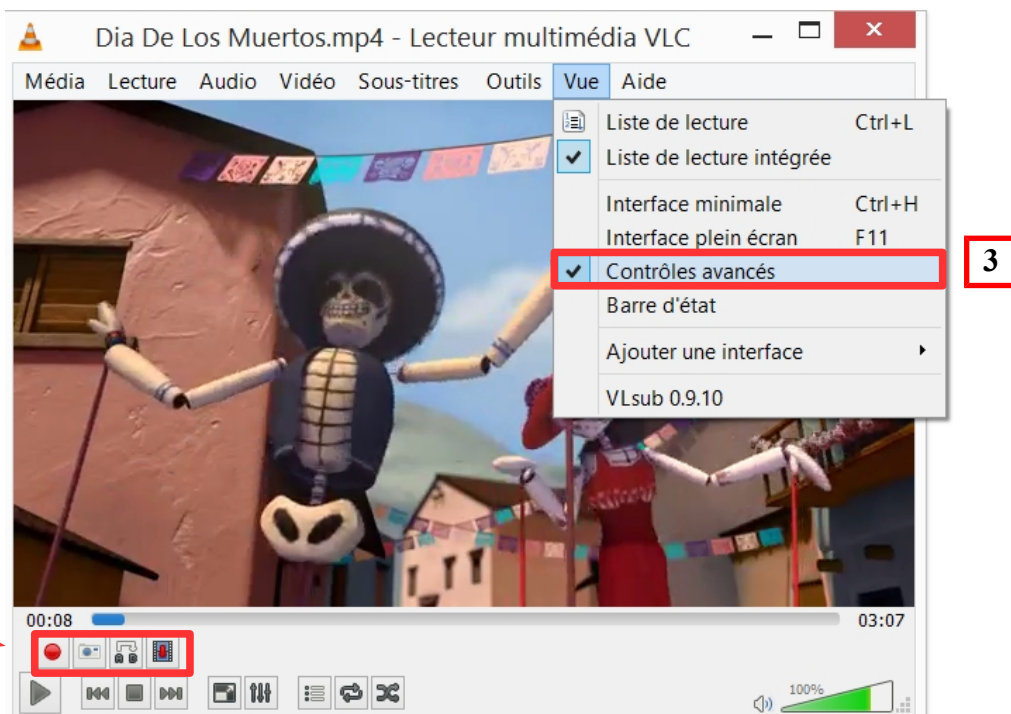 Dia De Los Muertos.mp4 - Lecteur multimédia VLC
Média Lecture Audio Vidéo Sous-titres Outils Vue Aide
Liste de lecture Ctrl+L
Liste de lecture intégrée
Interface minimale Ctrl+H
Interface plein écran F11
Contrôles avancés
3
Barre d'état
Ajouter une interface
VLsub 0.9.10
00:08 03:07
A B
100%